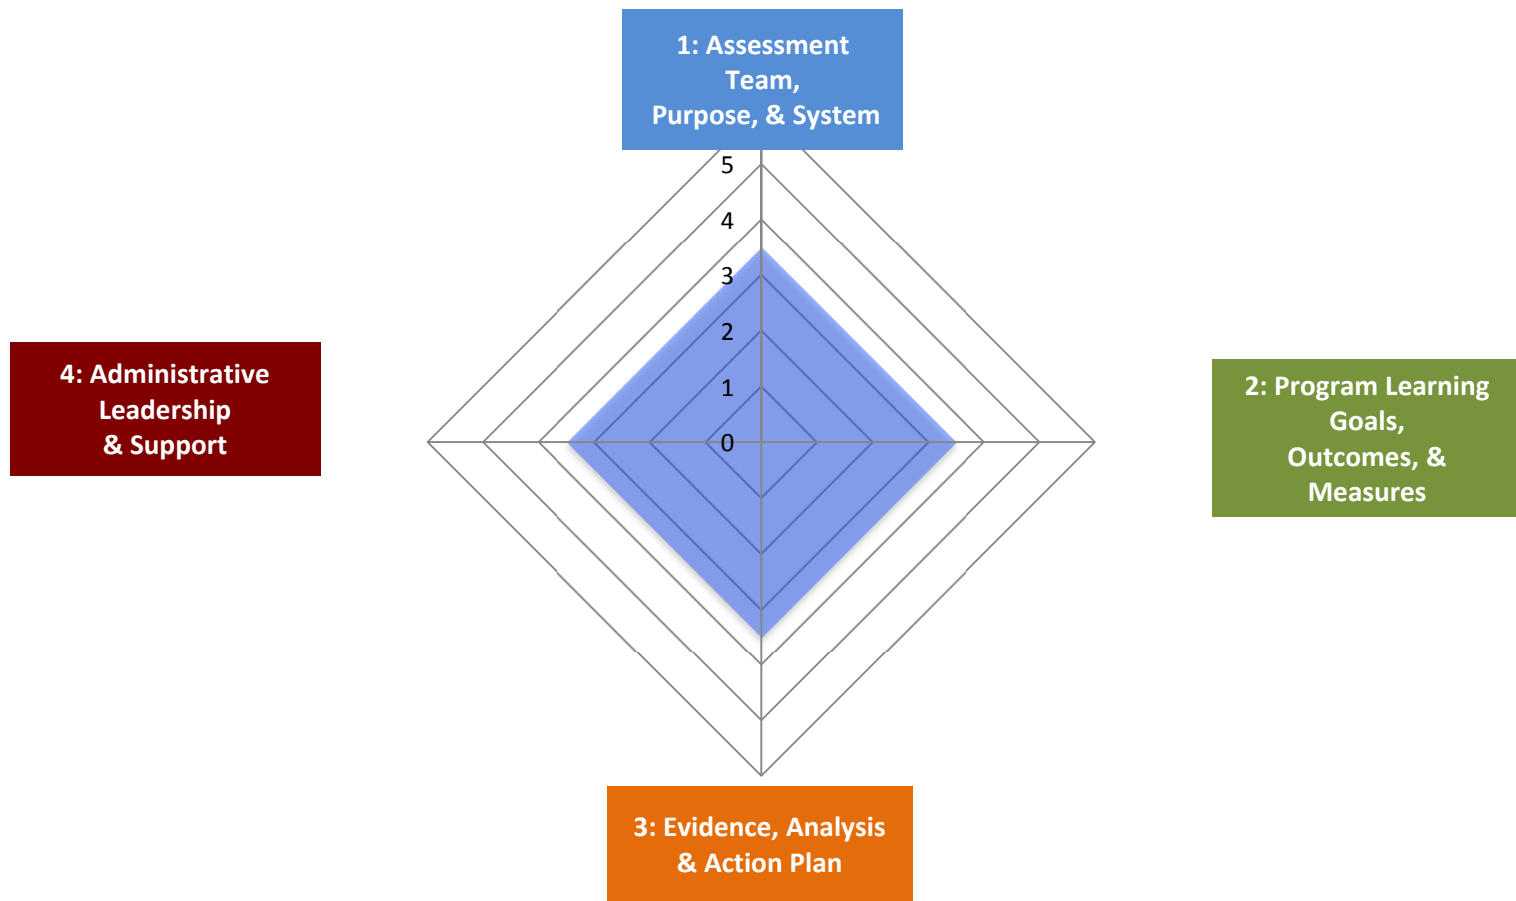 1: Assessment
Team,
Purpose, & System
5
4
3
2
1
0
4: Administrative
Leadership
& Support
2: Program Learning
Goals,
Outcomes, &
Measures
3: Evidence, Analysis
& Action Plan